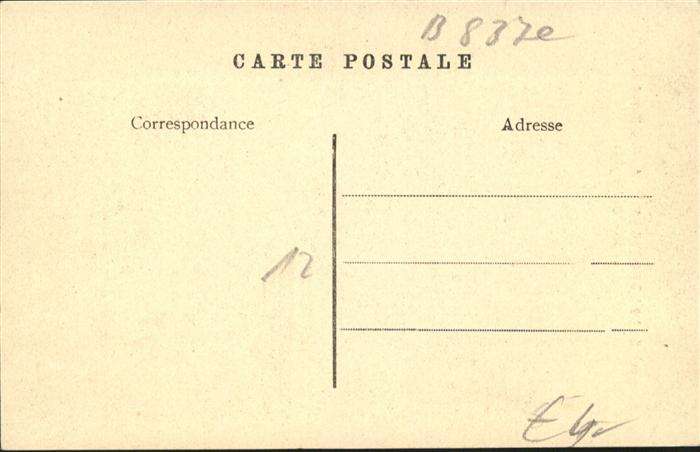 B 837e
CARTE POSTALE
Correspondance
Adresse
12